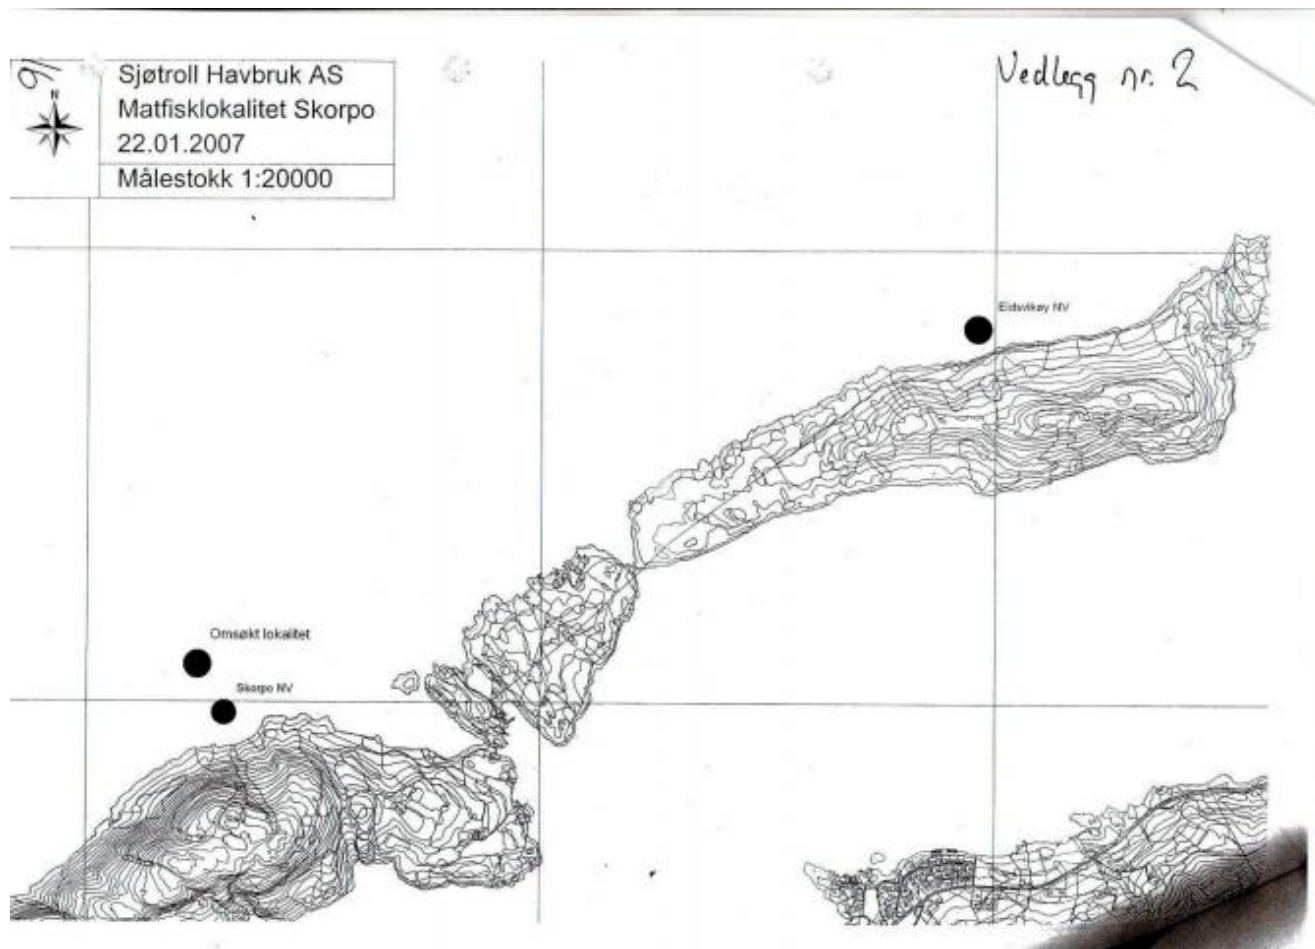 N
Sjøtroll Havbruk AS
Matfisklokalitet Skorpo
22.01.2007
Målestokk 1:20000
Vedlegg nr. 2
Eidsvikøy NV
Omsøkt lokalitet
Skorpo NV